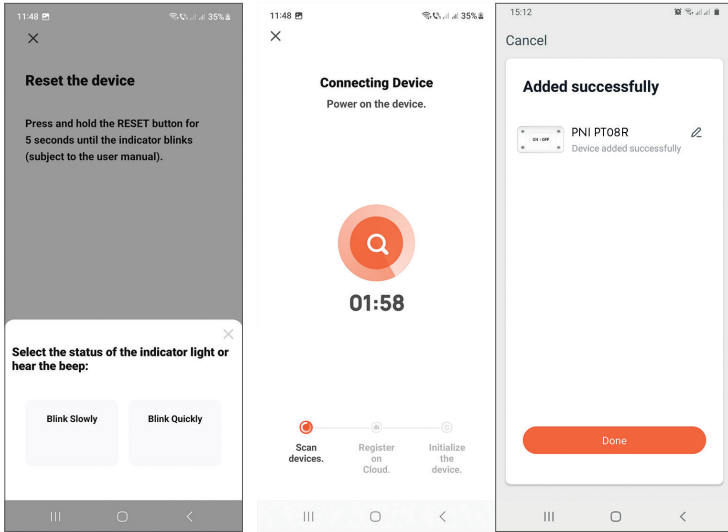 11:48
35%
Reset the device
Press and hold the RESET button for
5 seconds until the indicator blinks
(subject to the user manual).
Select the status of the indicator light or
hear the beep:
Blink Slowly
Blink Quickly
11:48
35%
Connecting Device
Power on the device.
01:58
Scan
devices.
Register
on
Cloud.
Initialize
the
device.
15:12
Cancel
Added successfully
ON / OFF
PNI PT08R
Device added successfully
Done